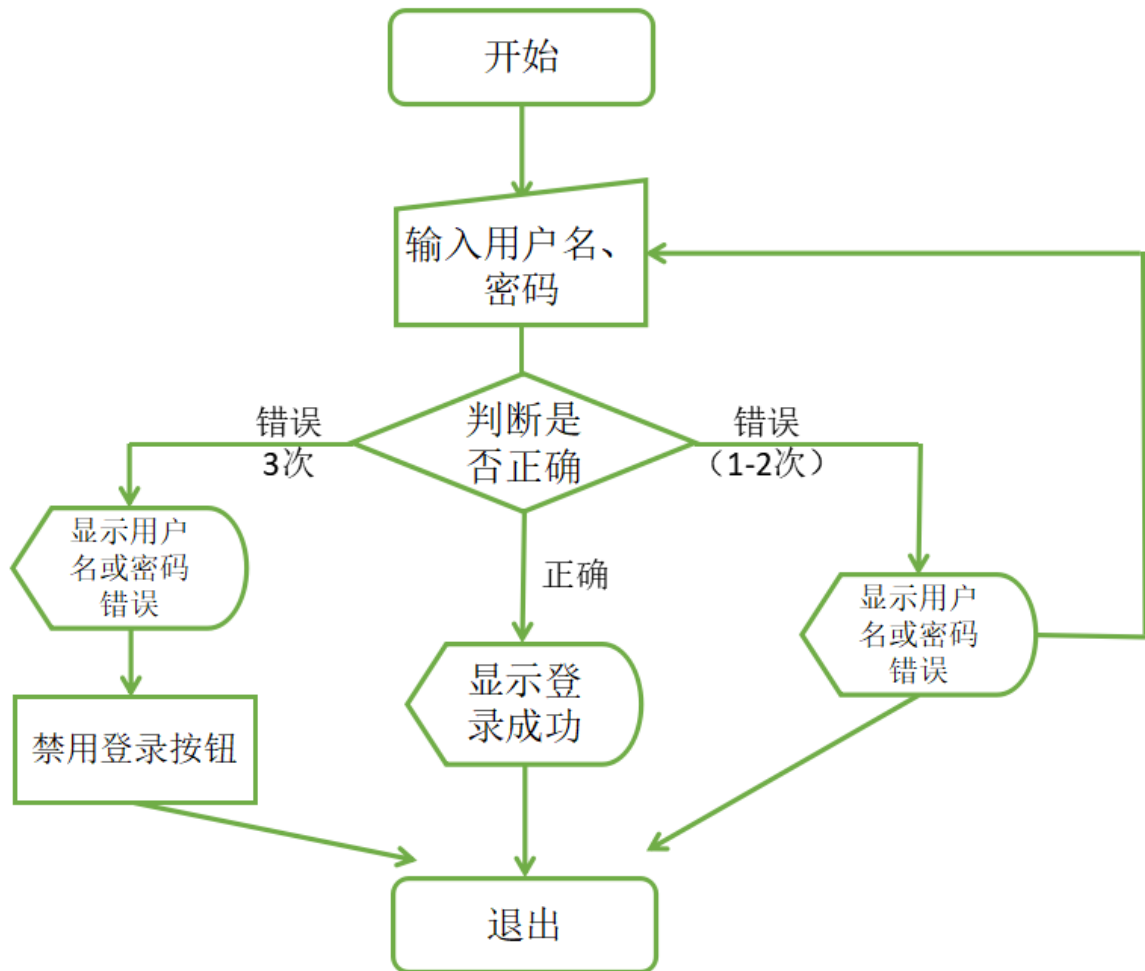 开始
输入用户名、
密码
判断是
否正确
错误
3次
错误
（1-2次）
显示用户
名或密码
错误
正确
显示用户
名或密码
错误
显示登
录成功
禁用登录按钮
退出